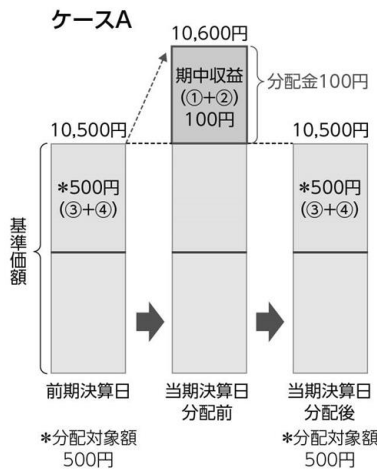 ケースA
10,600円
期中収益
(①+②)
100円
分配金100円
10,500円
10,500円
*500円
(③+④)
*500円
(③+④)
基準価額
前期決算日
当期決算日
分配前
当期決算日
分配後
*分配対象額
500円
*分配対象額
500円